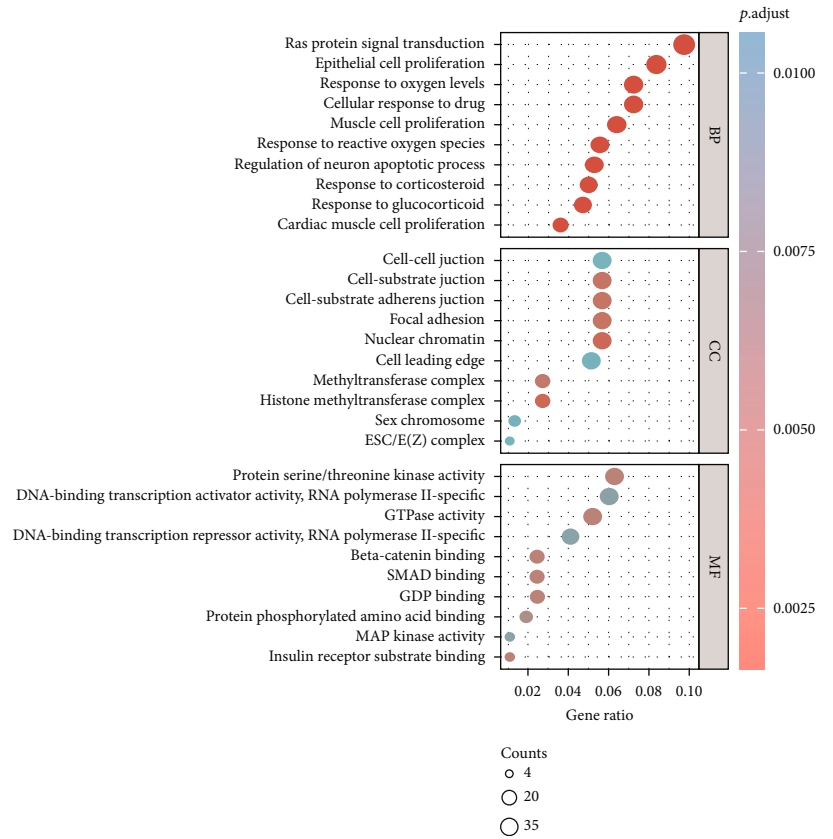 p.adjust
Ras protein signal transduction
Epithelial cell proliferation
Response to oxygen levels
Cellular response to drug
Muscle cell proliferation
Response to reactive oxygen species
Regulation of neuron apoptotic process
Response to corticosteroid
Response to glucocorticoid
Cardiac muscle cell proliferation
BP
Cell-cell juction
Cell-substrate juction
Cell-substrate adherens juction
Focal adhesion
Nuclear chromatin
Cell leading edge
Methyltransferase complex
Histone methyltransferase complex
Sex chromosome
ESC/E(Z) complex
CC
Protein serine/threonine kinase activity
DNA-binding transcription activator activity, RNA polymerase II-specific
GTPase activity
DNA-binding transcription repressor activity, RNA polymerase II-specific
Beta-catenin binding
SMAD binding
GDP binding
Protein phosphorylated amino acid binding
MAP kinase activity
Insulin receptor substrate binding
MF
0.02 0.04 0.06 0.08 0.10
Gene ratio
0.0100
0.0075
0.0050
0.0025
Counts
4
20
35